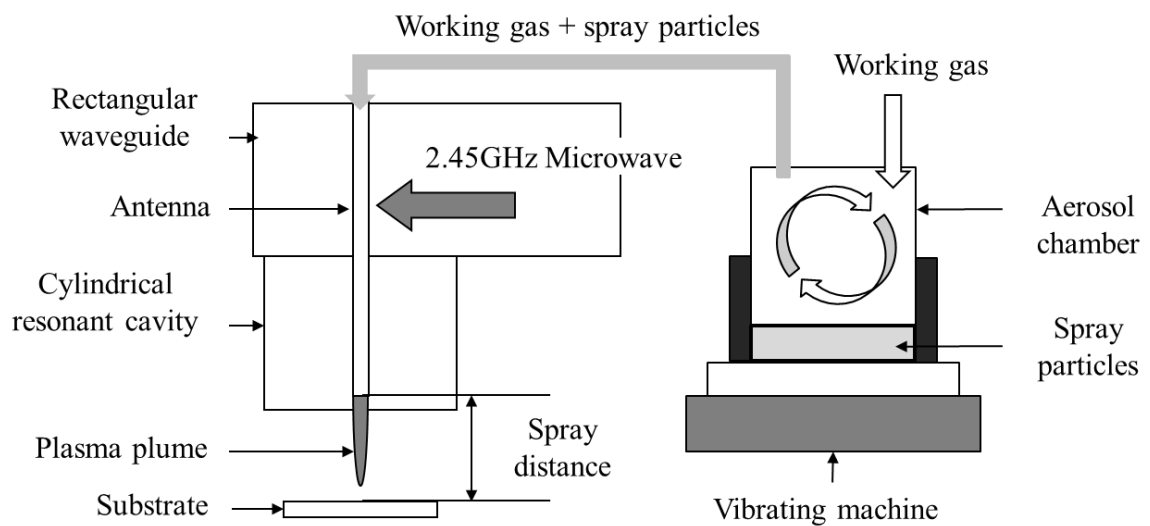 Working gas + spray particles
Working gas
Rectangular
waveguide
2.45GHz Microwave
Antenna
Aerosol
chamber
Cylindrical
resonant cavity
Spray
particles
Plasma plume
Spray
distance
Substrate
Vibrating machine